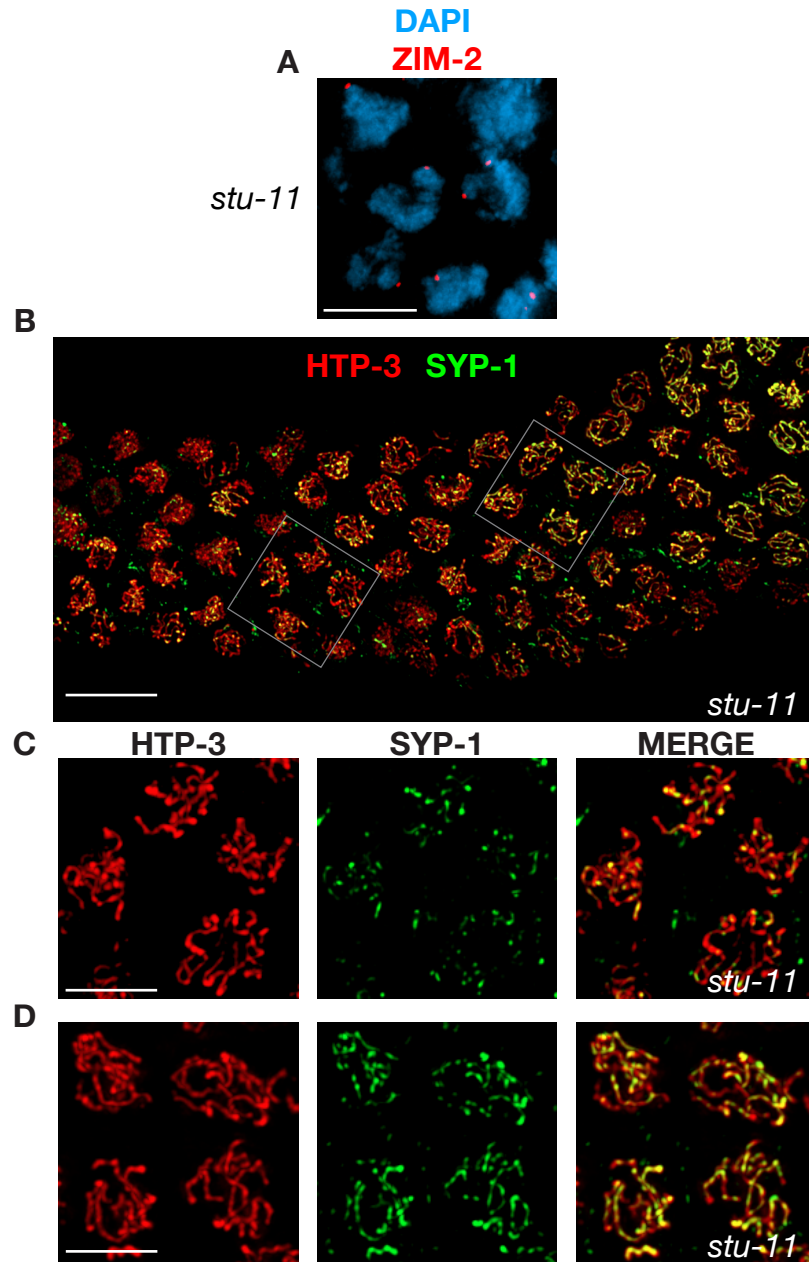 DAPI
A ZIM-2
stu-11
B
HTP-3 SYP-1
stu-11
C HTP-3 SYP-1 MERGE
stu-11
D
stu-11